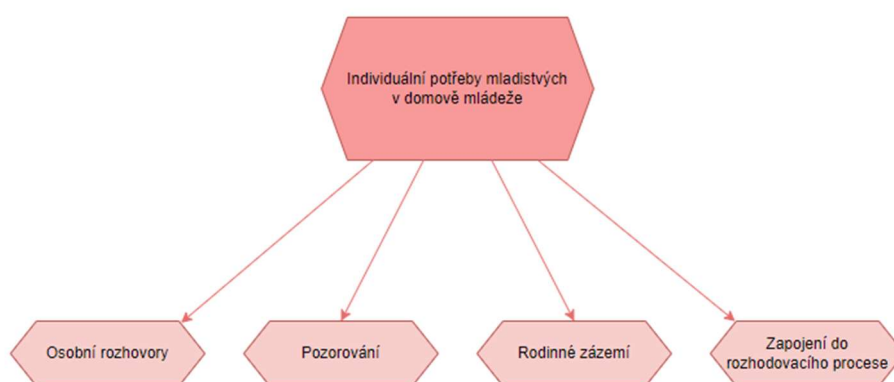 Individuální potřeby mladistvých
v domově mládeže
Osobní rozhovory
Pozorování
Rodinné zázemí
Zapojení do
rozhodovacího procese